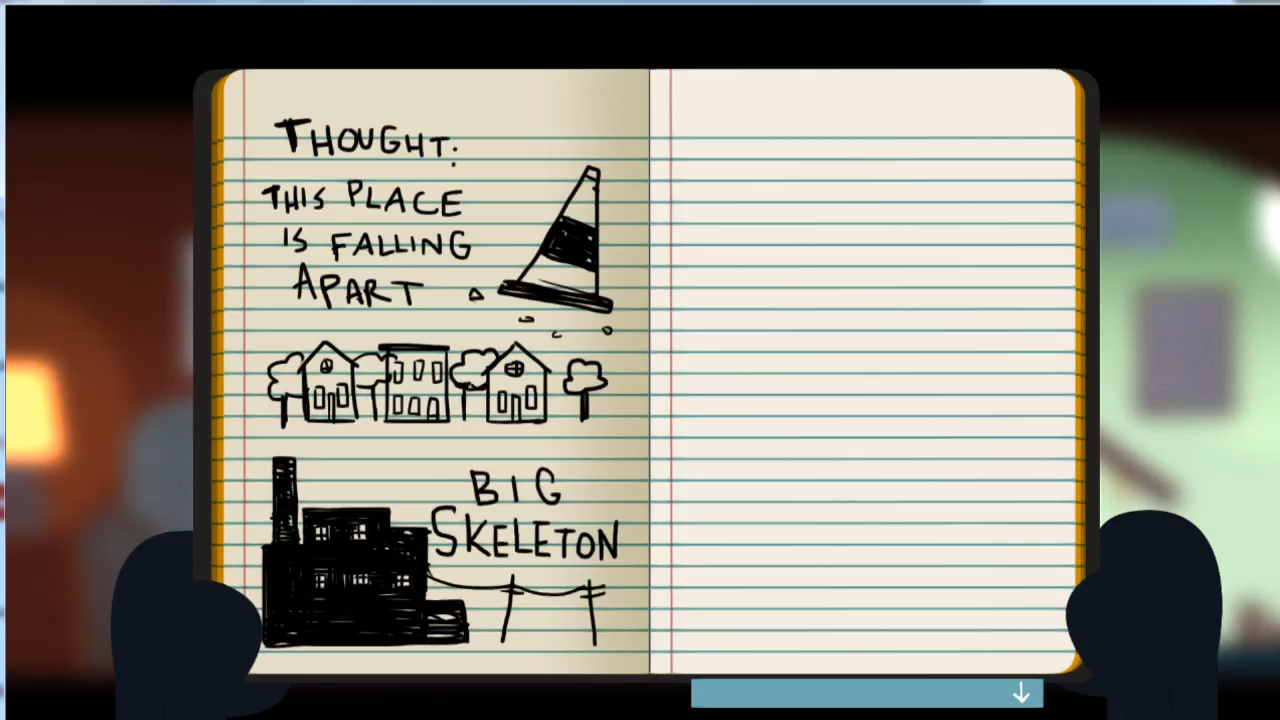 THOUGHT:
THIS PLACE
IS FALLING
APART
BIG
SKELETON